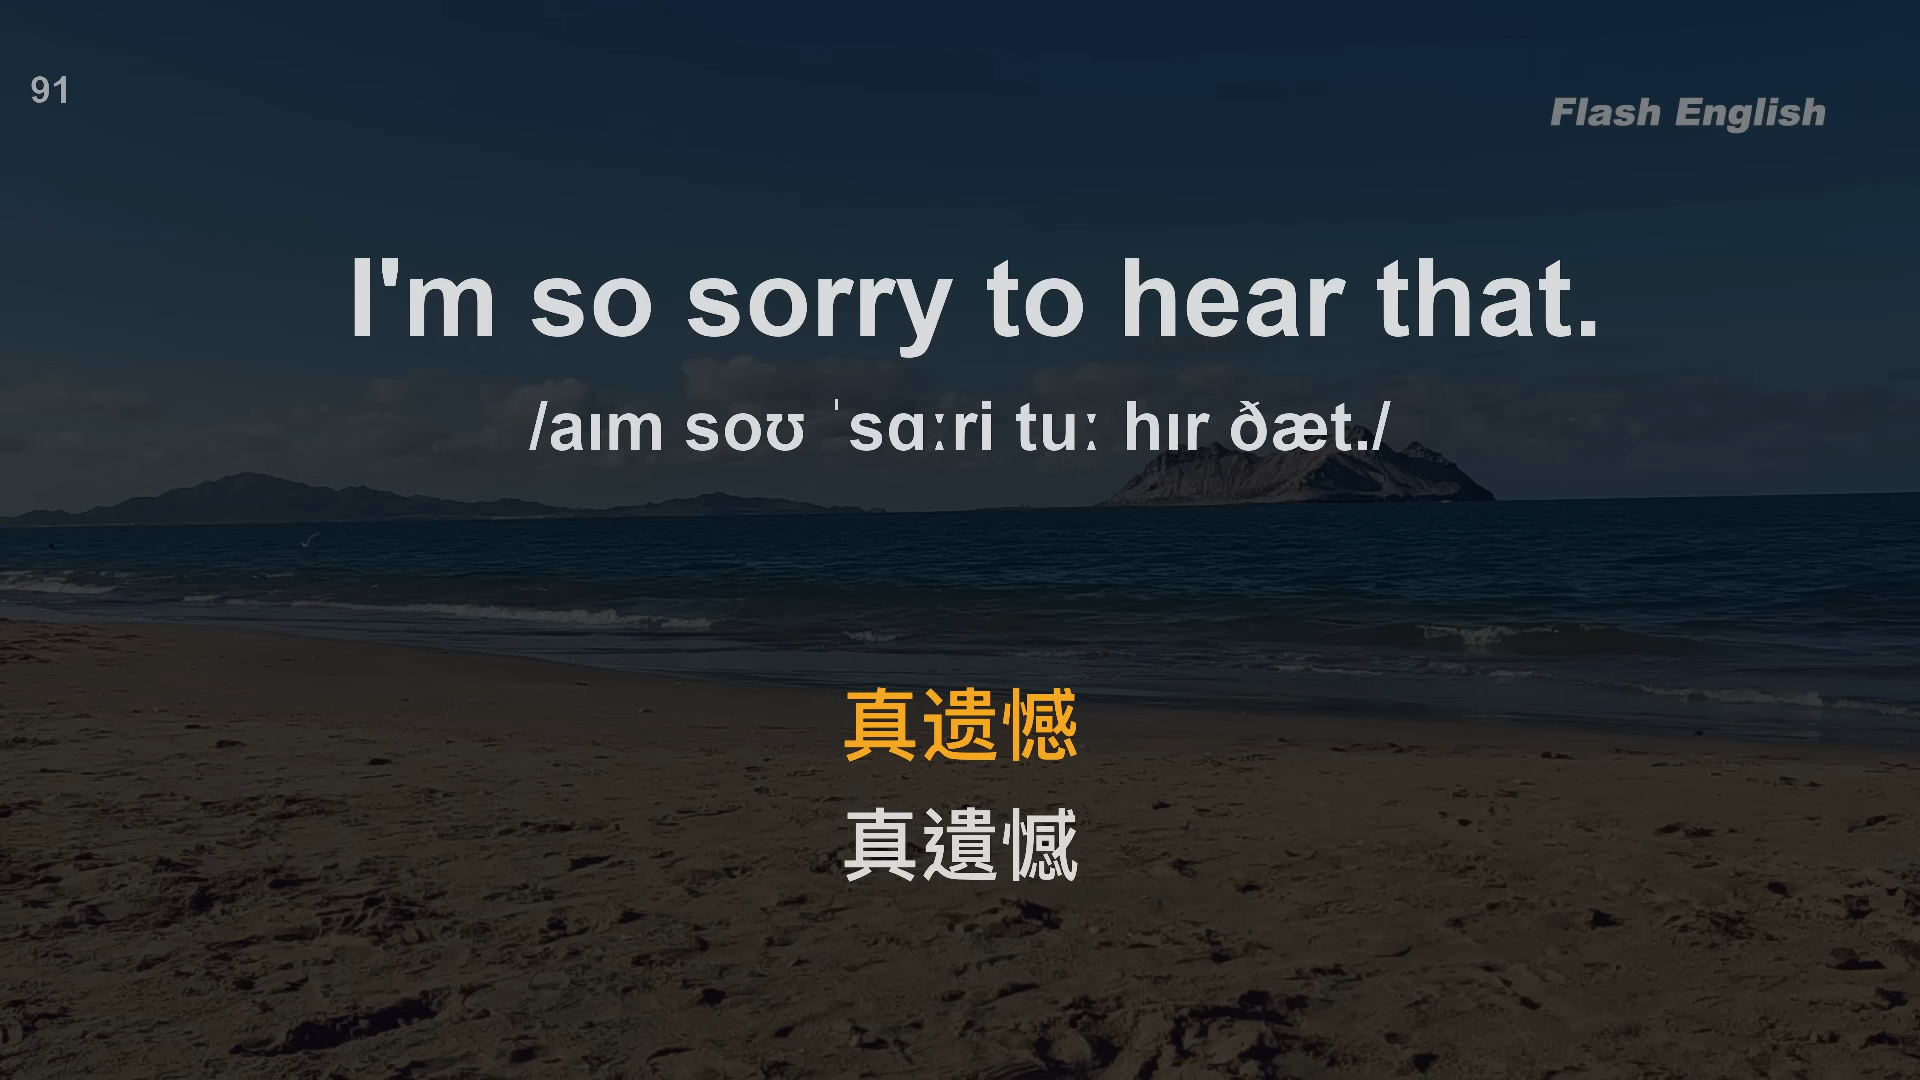 91
Flash English
I'm so sorry to hear that.
/aɪm soʊ ˈsɑːri tuː hɪr ðæt./
真遗憾
真遺憾